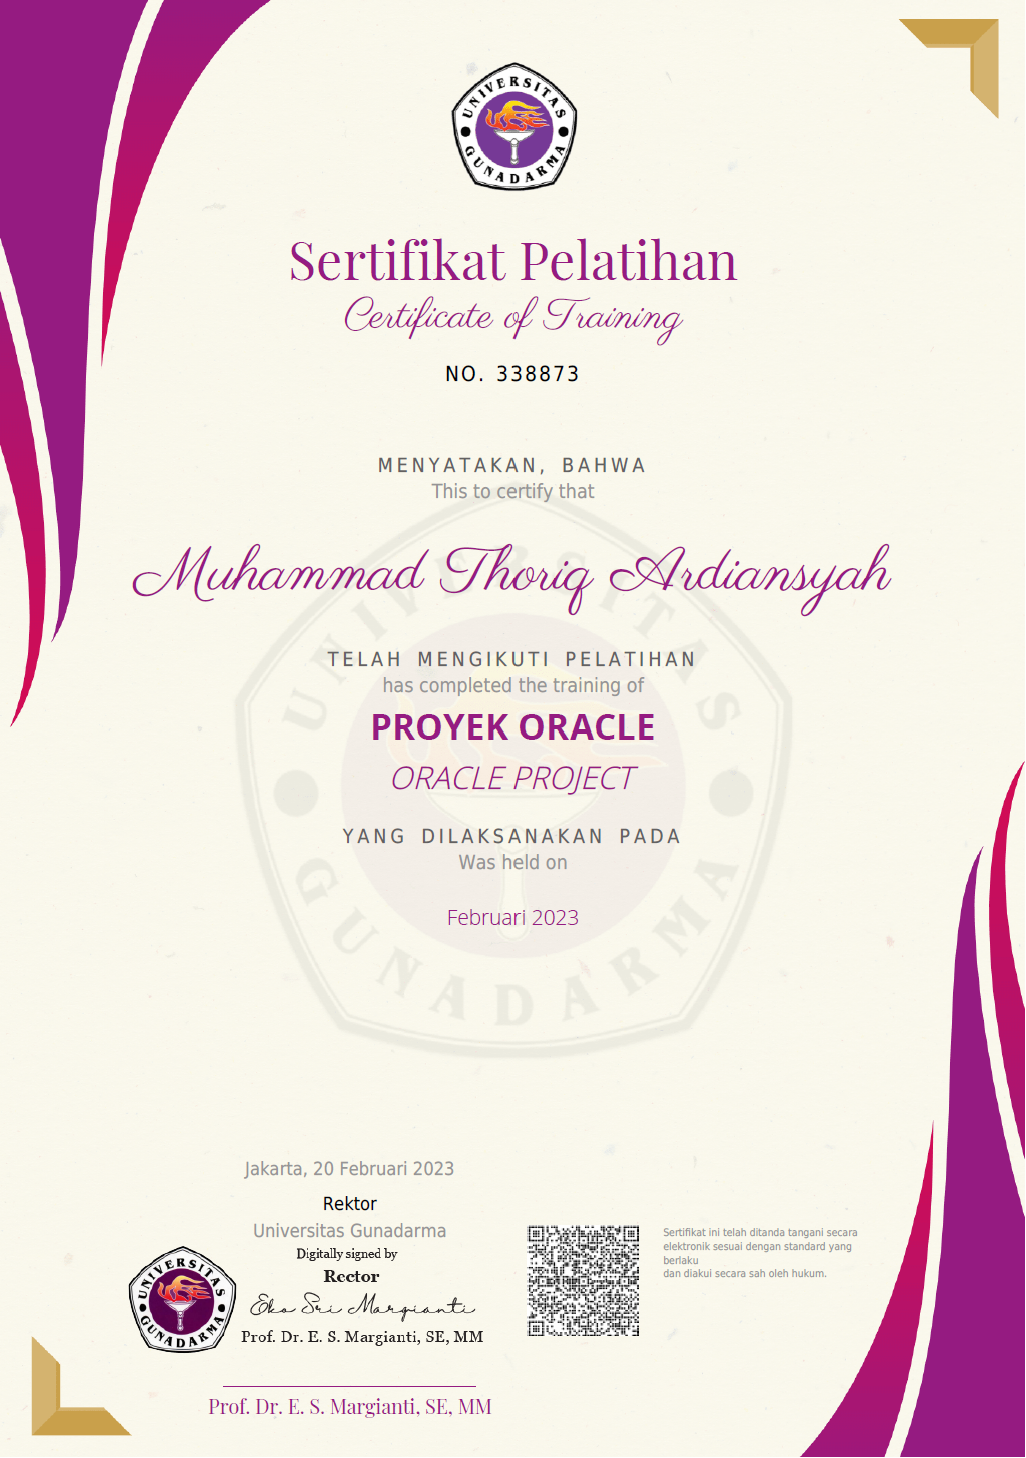 UNIVERSITAS
GUNADARMA
Sertifikat Pelatihan
Certificate of Training
NO. 338873
MENYATAKAN, BAHWA
This to certify that
Muhammad Thoriq Ardiansyah
TELAH MENGIKUTI PELATIHAN
has completed the training of
PROYEK ORACLE
ORACLE PROJECT
YANG DILAKSANAKAN PADA
Was held on
Februari 2023
UNIVERSITAS
GUNADARMA
Jakarta, 20 Februari 2023
Rektor
Universitas Gunadarma
Digitally signed by
Rector
Eko Sri Margianti
Prof. Dr. E. S. Margianti, SE, MM
UNIVERSITAS
GUNADARMA
Prof. Dr. E. S. Margianti, SE, MM
Sertifikat ini telah ditanda tangani secara
elektronik sesuai dengan standard yang
berlaku
dan diakui secara sah oleh hukum.